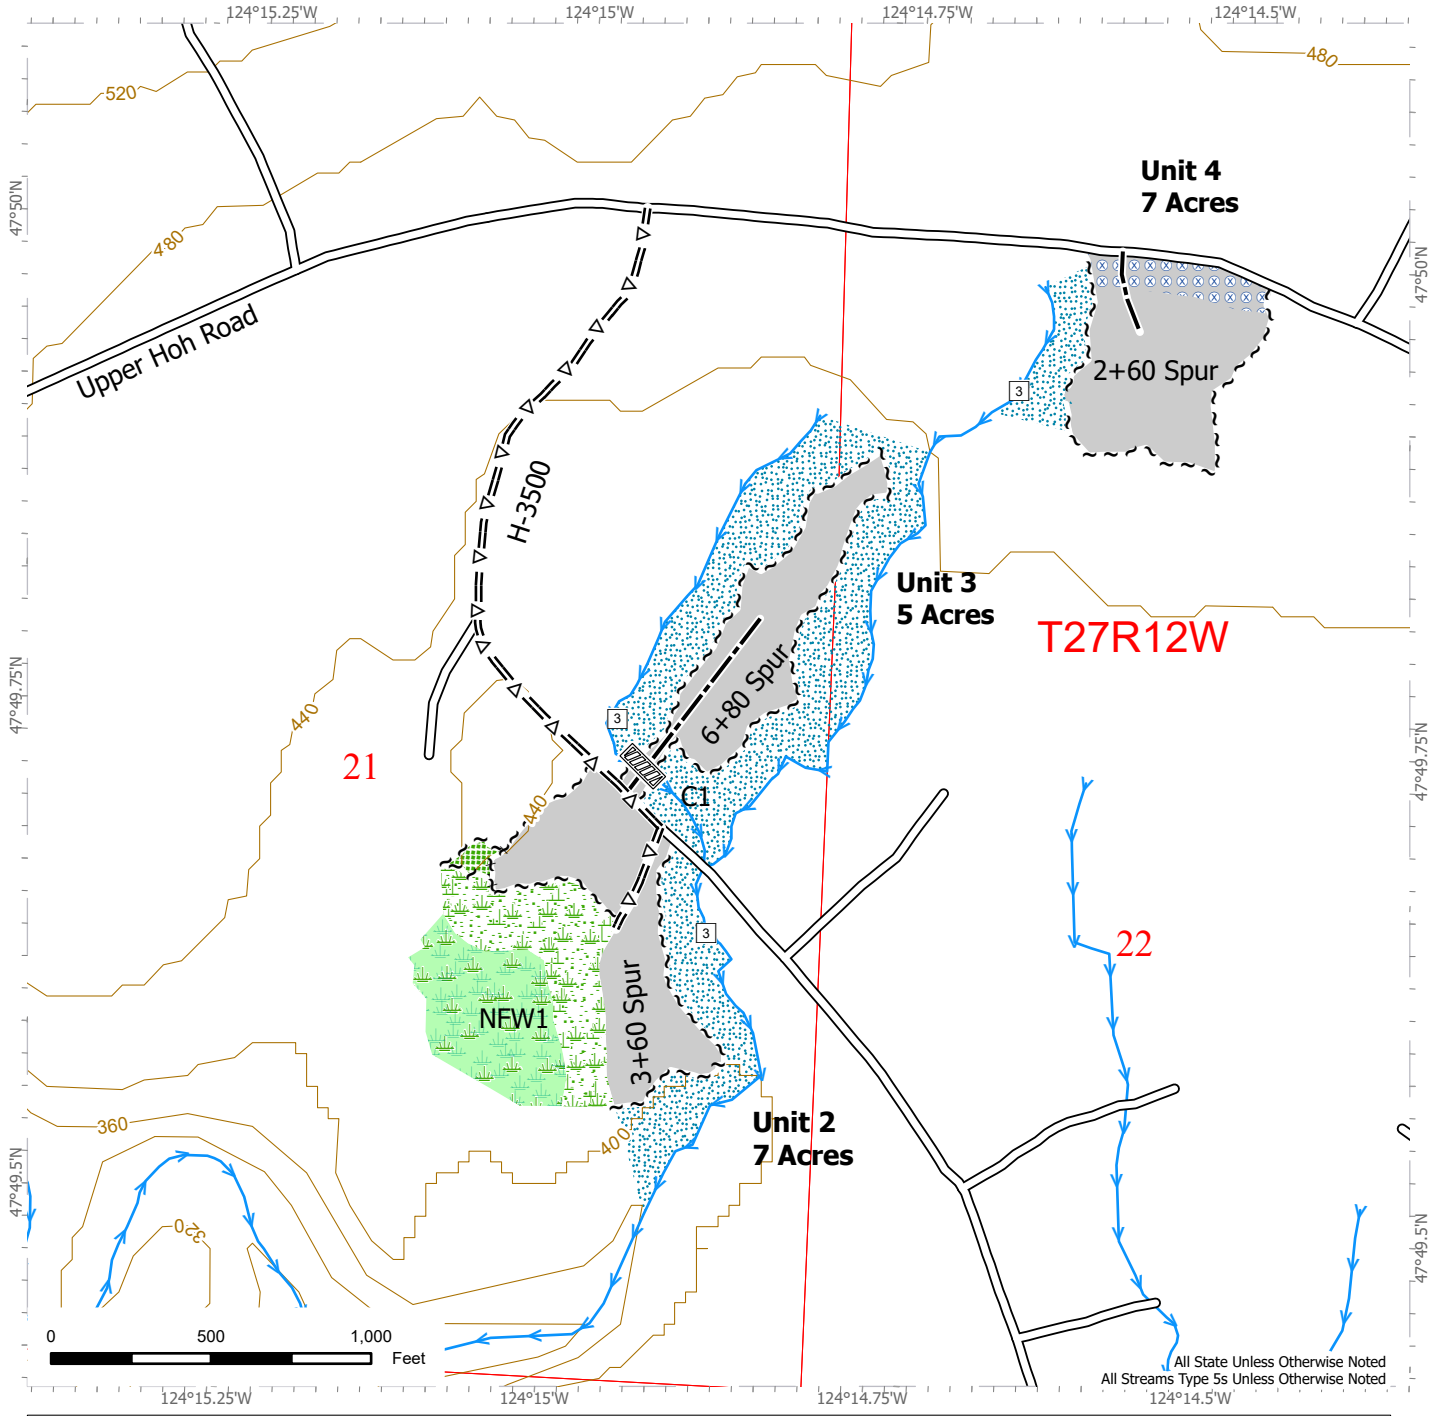 124°15.25'W
124°15'W
124°14.75'W
124°14.5'W
480
520
Unit 4
7 Acres
47°50'N
480
47°50'N
Upper Hoh Road
2+60 Spur
3
H-3500
Unit 3
5 Acres
T27R12W
47°49.75'N
440
3
6+80 Spur
21
47°49.75'N
C1
440
3
22
NFW1
3+60 Spur
360
400
Unit 2
7 Acres
47°49.5'N
320
47°49.5'N
0
500
1,000
Feet
All State Unless Otherwise Noted
All Streams Type 5s Unless Otherwise Noted
124°15.25'W
124°15'W
124°14.75'W
124°14.5'W